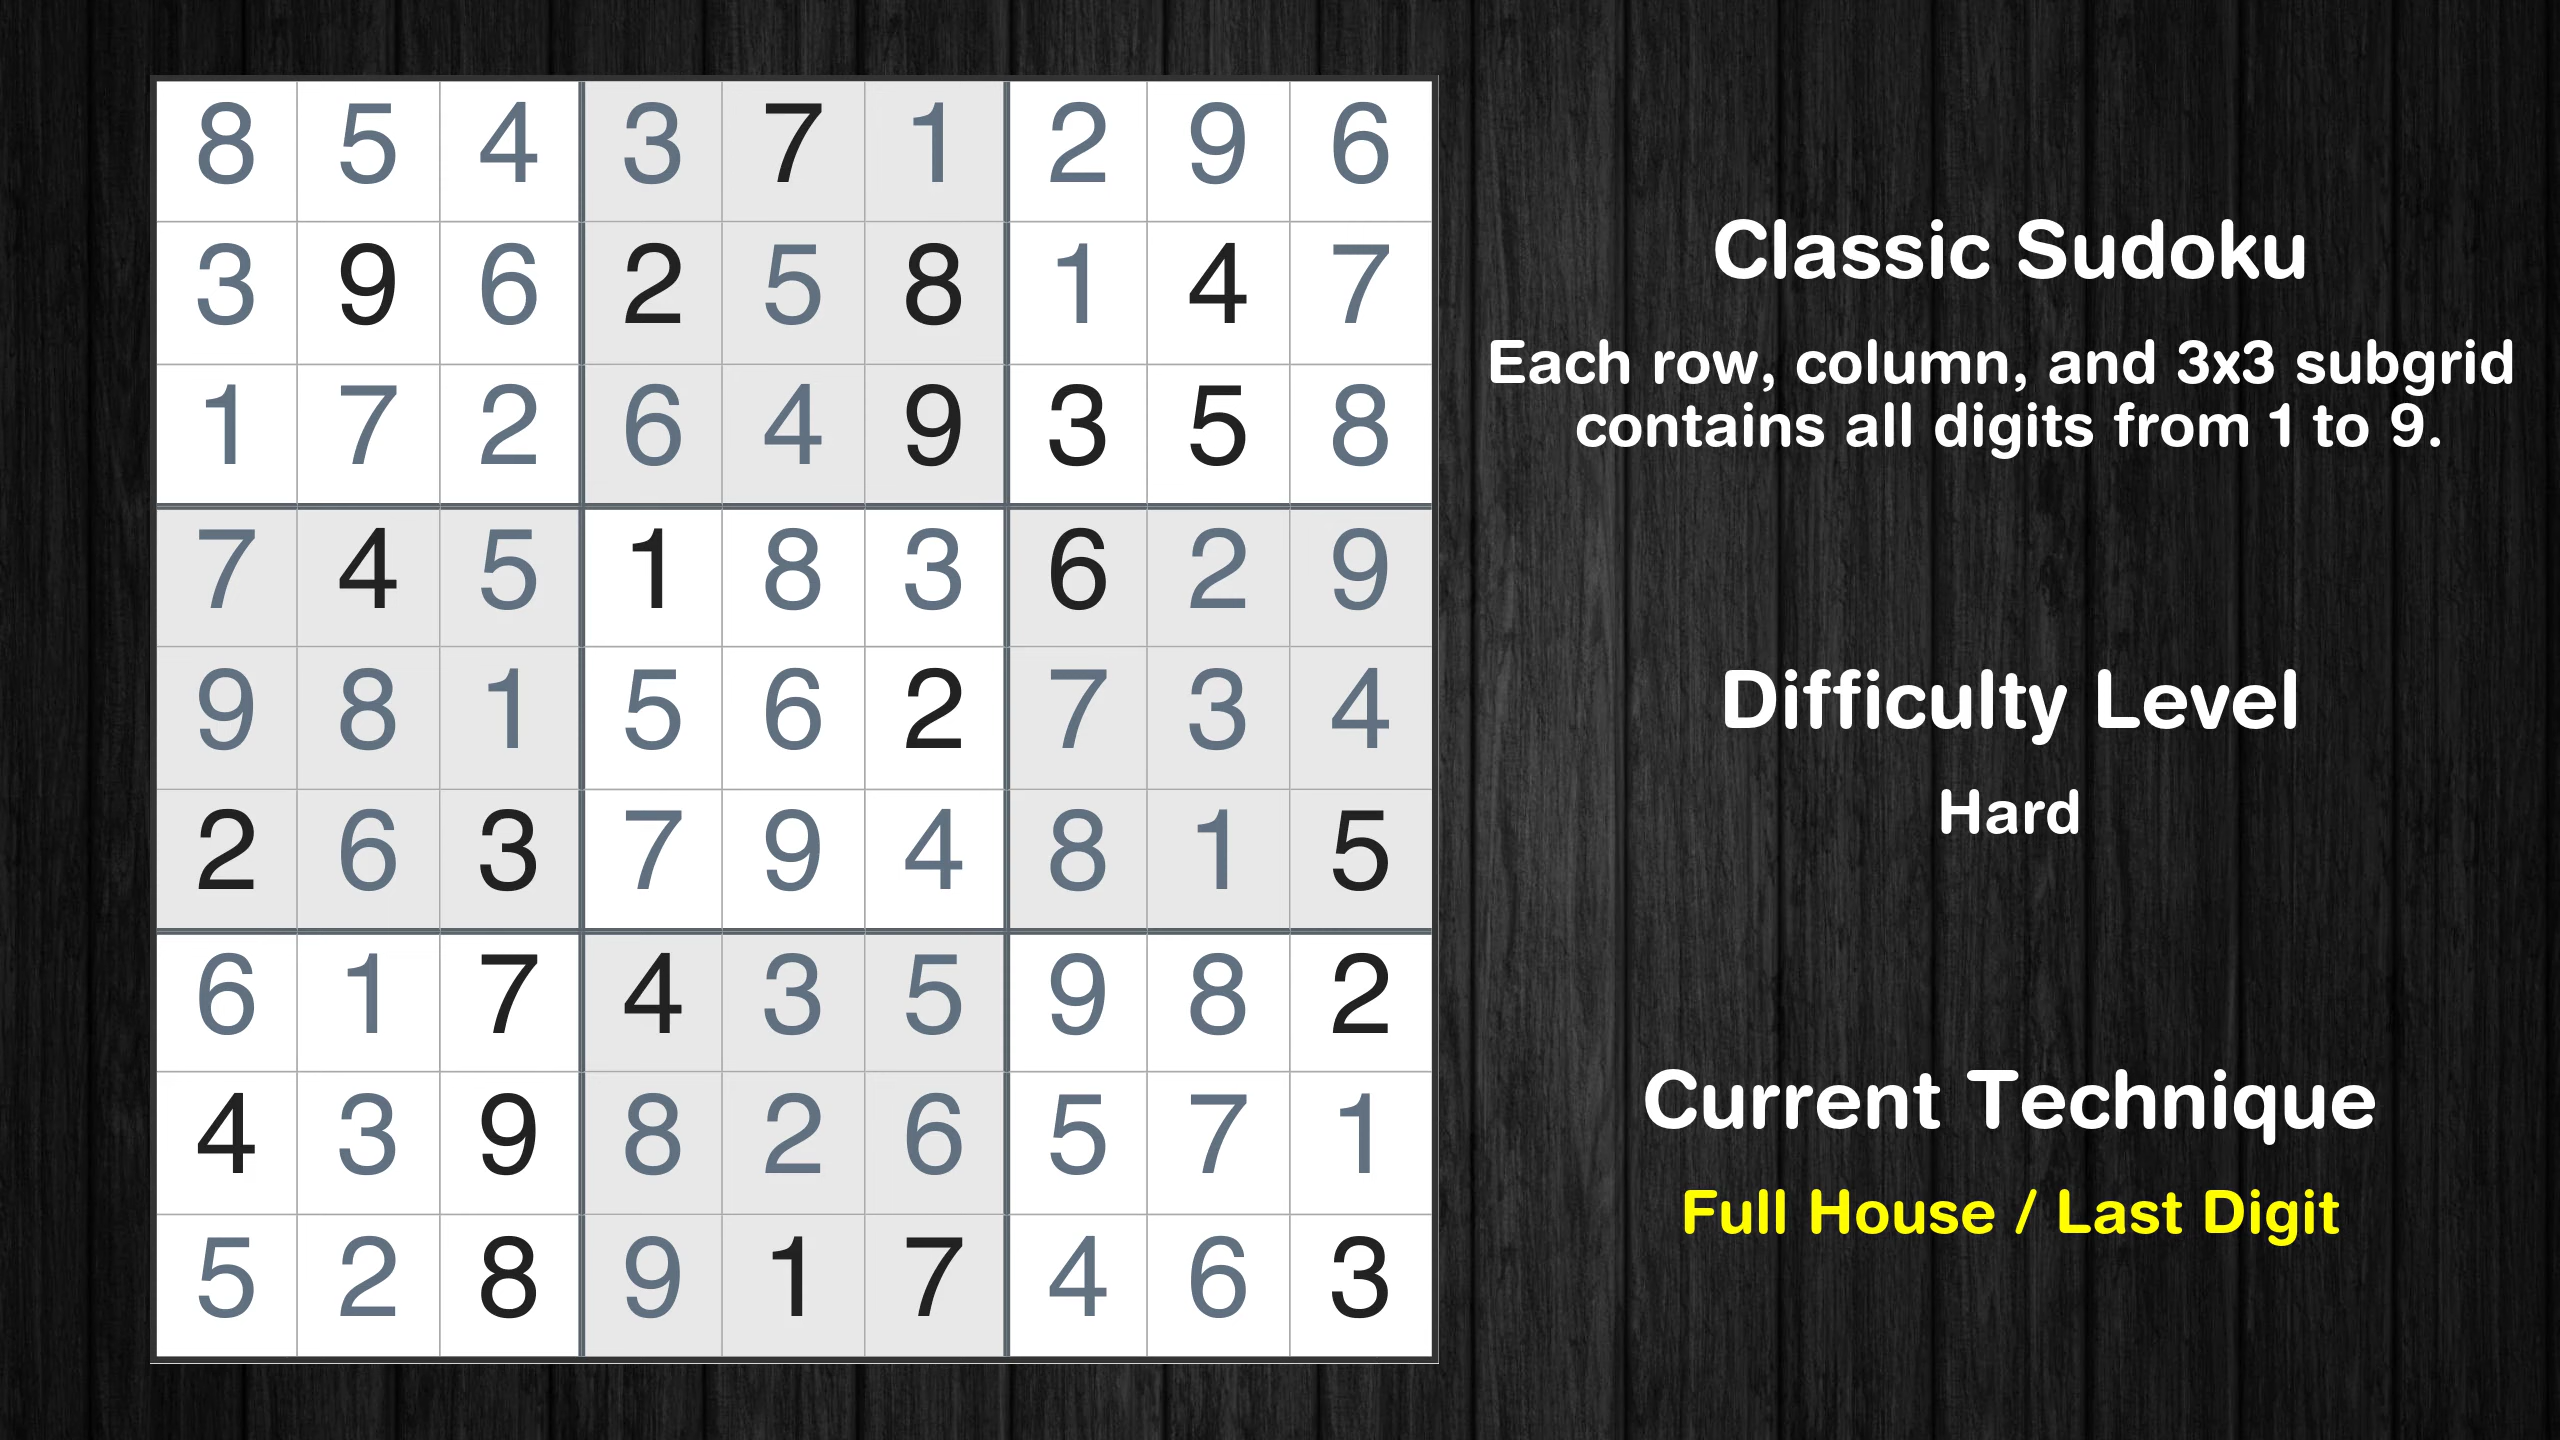 8 5 4 3 7 1 2 9 6
3 9 6 2 5 8 1 4 7
1 7 2 6 4 9 3 5 8
7 4 5 1 8 3 6 2 9
9 8 1 5 6 2 7 3 4
2 6 3 7 9 4 8 1 5
6 1 7 4 3 5 9 8 2
4 3 9 8 2 6 5 7 1
5 2 8 9 1 7 4 6 3
Classic Sudoku
Each row, column, and 3x3 subgrid
contains all digits from 1 to 9.
Difficulty Level
Hard
Current Technique
Full House / Last Digit